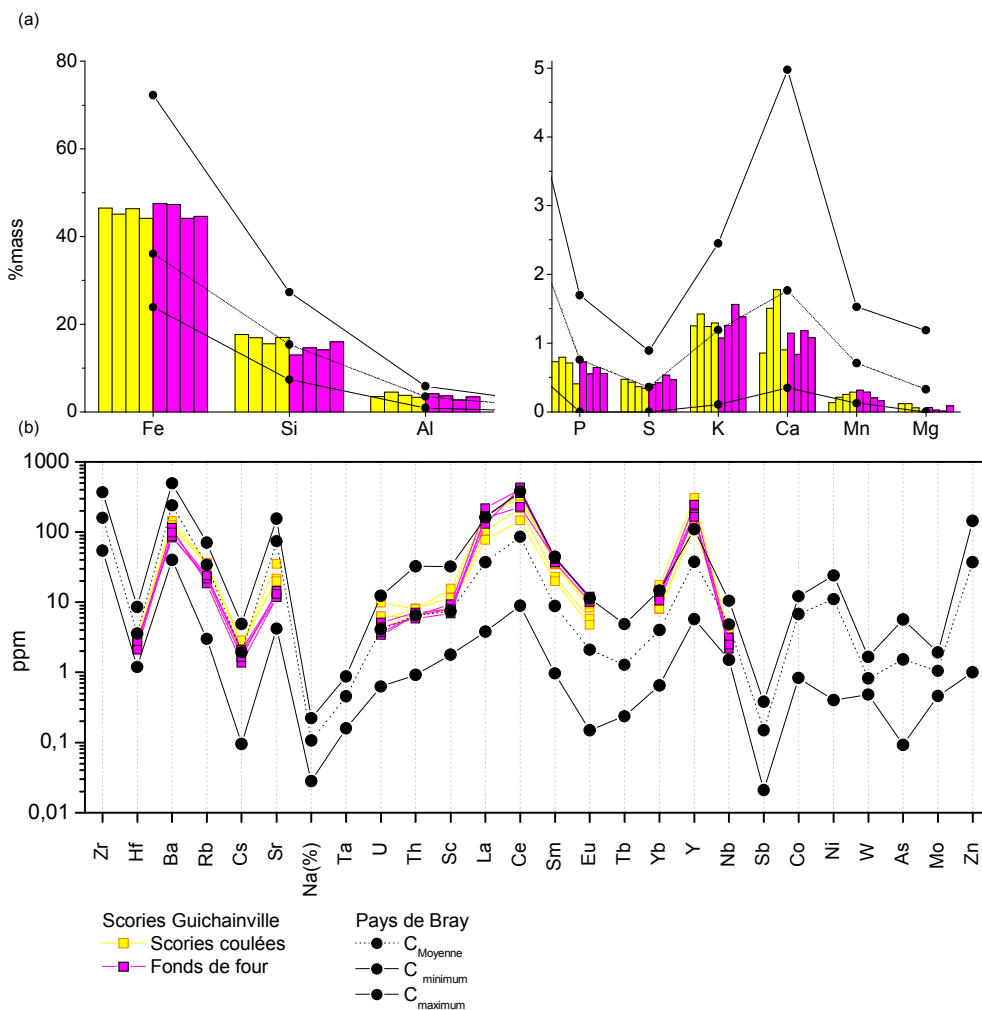 (a)
80
60
40
20
0
%mass
Fe Si Al
5
4
3
2
1
0
P S K Ca Mn Mg
(b)
1000
100
10
1
0,1
0,01
ppm
Zr Hf Ba Rb Cs Sr Na(%) Ta U Th Sc La Ce Sm Eu Tb Yb Y Nb Sb Co Ni W As Mo Zn
Scories Guichainville
Scories coulées
Fonds de four
Pays de Bray
C Moyenne
C minimum
C maximum